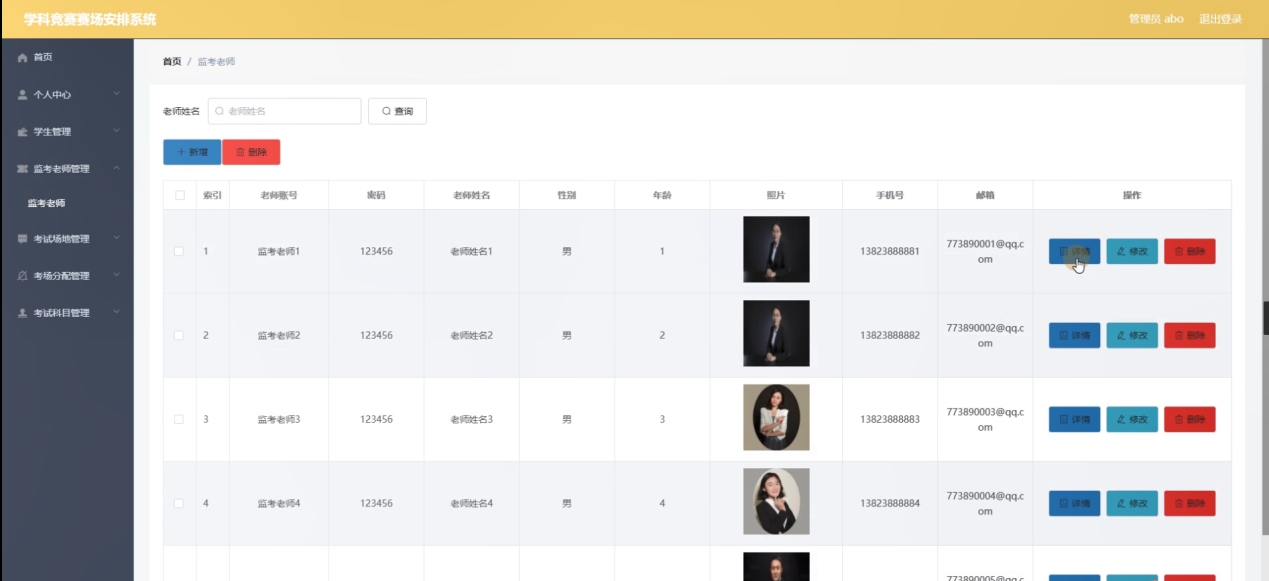 学科竞赛赛场安排系统
管理员 abo 退出登录
首页
个人中心
学生管理
监考老师管理
监考老师
考试场地管理
考场分配管理
考试科目管理
首页 / 监考老师
老师姓名 老师姓名 查询
新增 删除
索引 老师账号 密码 老师姓名 性别 年龄 照片 手机号 邮箱 操作
1 监考老师1 123456 老师姓名1 男 1 13823888881 773890001@qq.c
om
详情 修改 删除
2 监考老师2 123456 老师姓名2 男 2 13823888882 773890002@qq.c
om
详情 修改 删除
3 监考老师3 123456 老师姓名3 男 3 13823888883 773890003@qq.c
om
详情 修改 删除
4 监考老师4 123456 老师姓名4 男 4 13823888884 773890004@qq.c
om
详情 修改 删除
773890005@qq.c